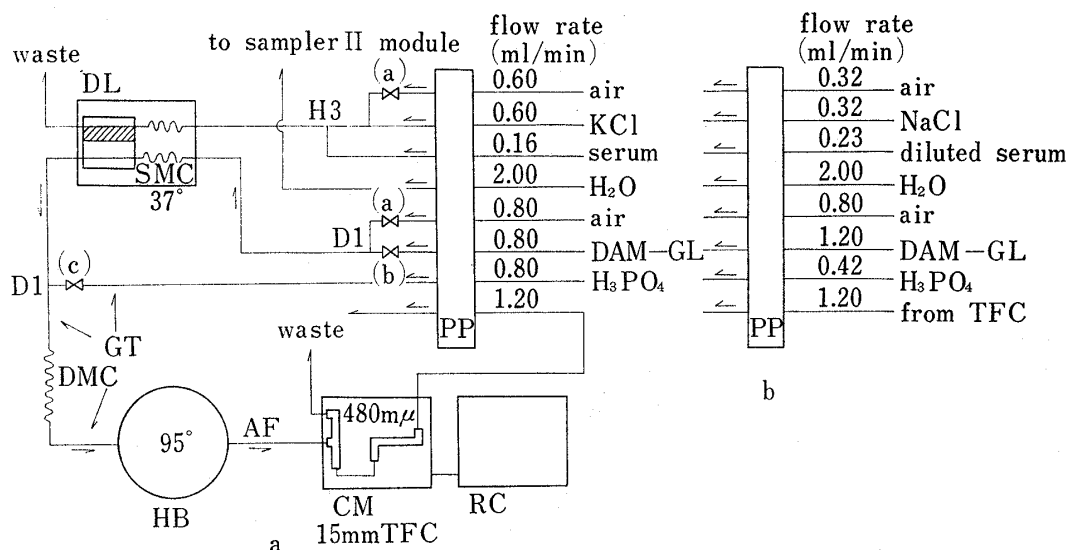 flow rate
(ml/min)
to sampler II module
waste
(a)
0.60
air
DL
H3
0.60
KCl
0.16
serum
SMC
37°
2.00
H₂O
(a)
0.80
air
D1
0.80
DAM-GL
(b)
0.80
H₃PO₄
(c)
D1
1.20
PP
GT
waste
DMC
480mμ
95°
AF
HB
CM
15mmTFC
RC
a
flow rate
(ml/min)
0.32
air
0.32
NaCl
0.23
diluted serum
2.00
H₂O
0.80
air
1.20
DAM-GL
0.42
H₃PO₄
1.20
from TFC
PP
b